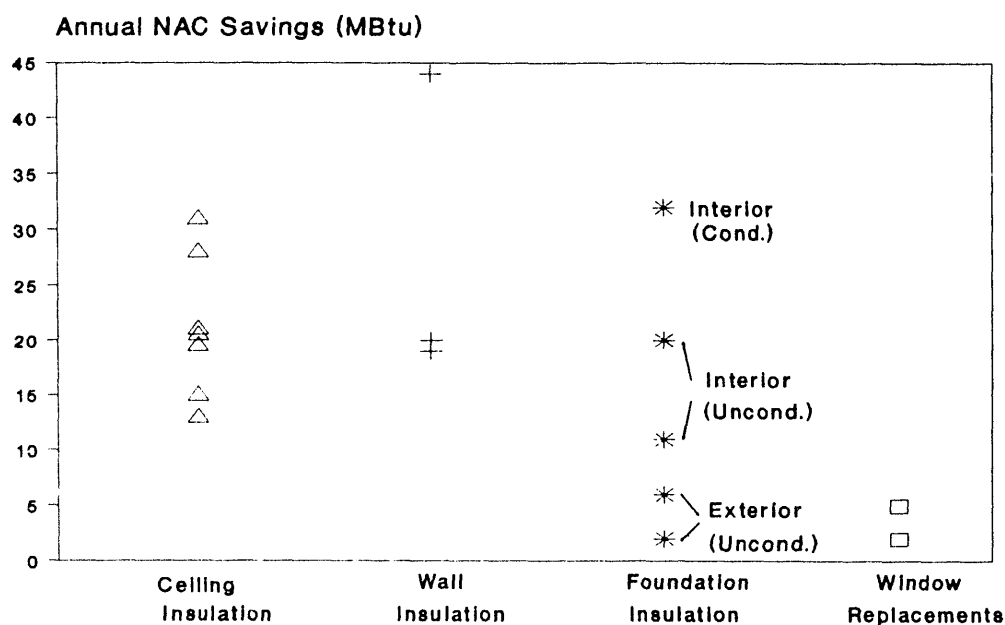 Annual NAC Savings (MBtu)
45
40
35
30
25
20
15
10
5
0
Interior
(Cond.)
Interior
(Uncond.)
Exterior
(Uncond.)
Ceiling
Insulation
Wall
Insulation
Foundation
Insulation
Window
Replacements